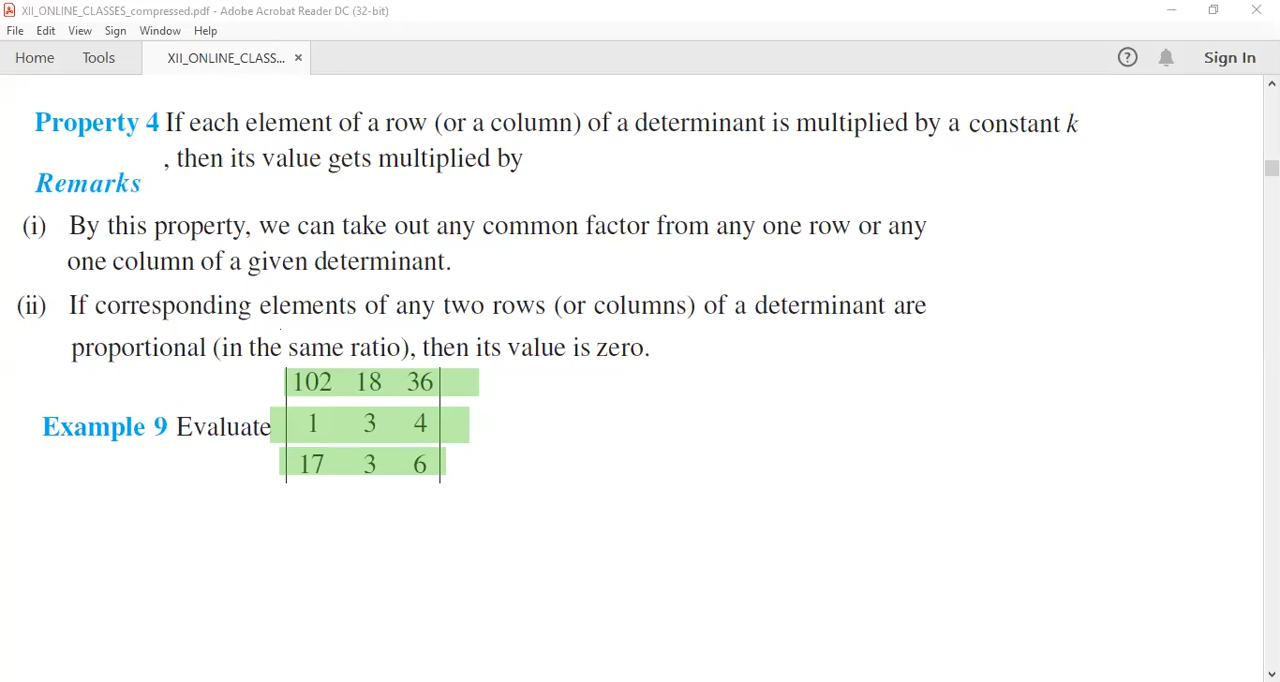 XII_ONLINE_CLASSES_compressed.pdf - Adobe Acrobat Reader DC (32-bit)
File Edit View Sign Window Help
Home Tools XII_ONLINE_CLASS... × Sign In
Property 4 If each element of a row (or a column) of a determinant is multiplied by a constant k
, then its value gets multiplied by
Remarks
(i) By this property, we can take out any common factor from any one row or any
one column of a given determinant.
(ii) If corresponding elements of any two rows (or columns) of a determinant are
proportional (in the same ratio), then its value is zero.
102 18 36
Example 9 Evaluate 1 3 4
17 3 6